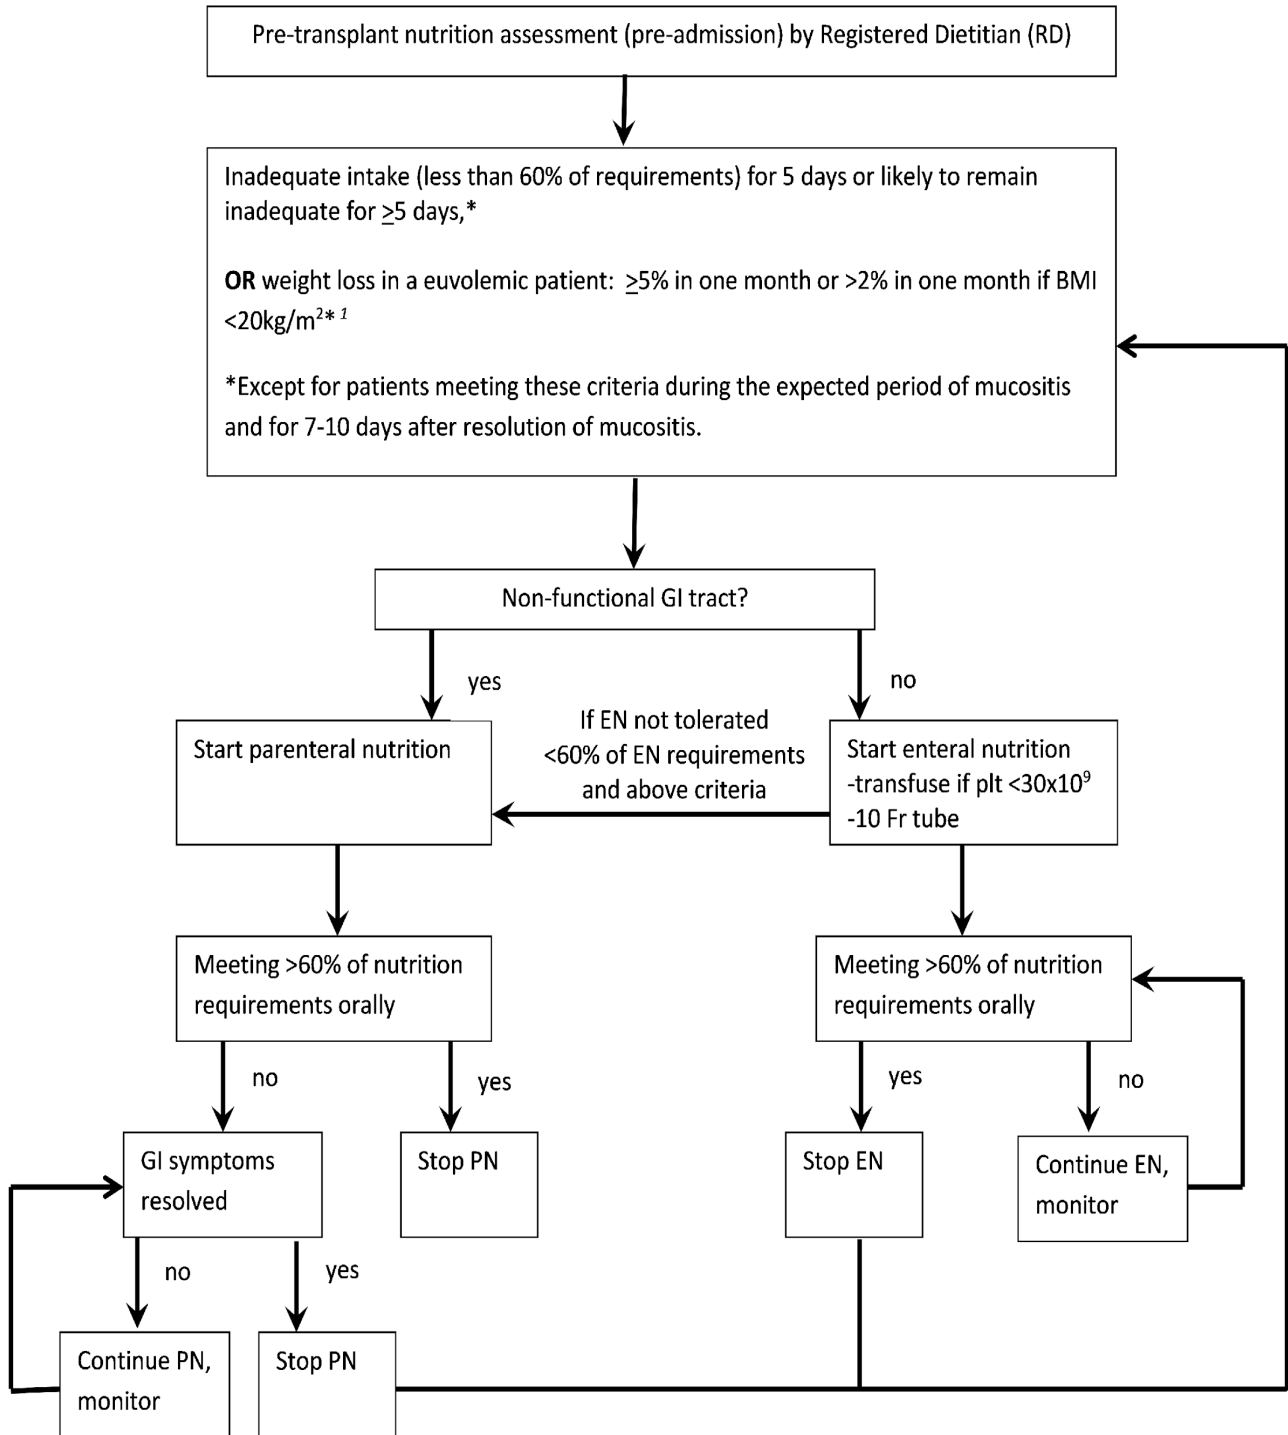 Pre-transplant nutrition assessment (pre-admission) by Registered Dietitian (RD)
Inadequate intake (less than 60% of requirements) for 5 days or likely to remain
inadequate for ≥5 days,*
OR weight loss in a euvolemic patient:  ≥5% in one month or >2% in one month if BMI
<20kg/m²* ¹
*Except for patients meeting these criteria during the expected period of mucositis
and for 7-10 days after resolution of mucositis.
Non-functional GI tract?
yes
no
Start parenteral nutrition
If EN not tolerated
<60% of EN requirements
and above criteria
Start enteral nutrition
-transfuse if plt <30x10⁹
-10 Fr tube
Meeting >60% of nutrition
requirements orally
Meeting >60% of nutrition
requirements orally
no
yes
yes
no
GI symptoms
resolved
Stop PN
Stop EN
Continue EN,
monitor
no
yes
Continue PN,
monitor
Stop PN